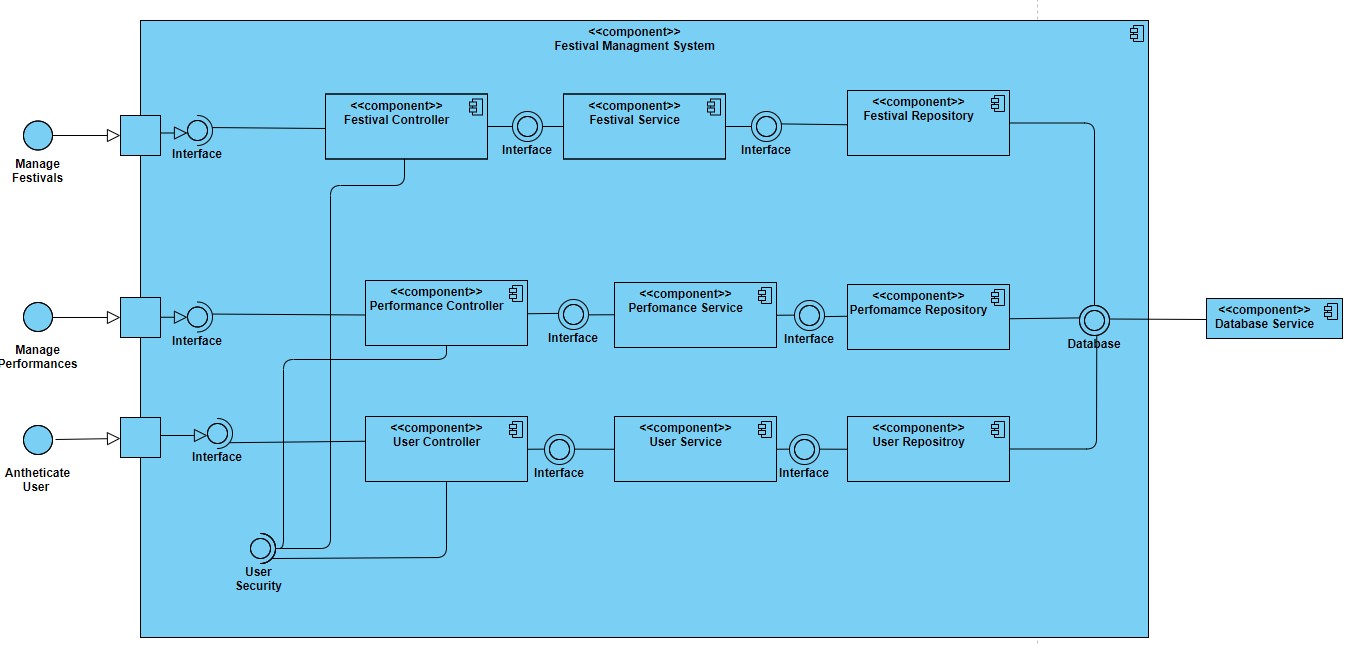 <<component>>
Festival Managment System
<<component>>
Festival Controller
<<component>>
Festival Service
<<component>>
Festival Repository
Manage
Festivals
Interface
Interface
Interface
<<component>>
Performance Controller
<<component>>
Perfomance Service
<<component>>
Perfomamce Repository
<<component>>
Database Service
Manage
Performances
Interface
Interface
Interface
Database
<<component>>
User Controller
<<component>>
User Service
<<component>>
User Repositroy
Antheticate
User
Interface
Interface
Interface
User
Security